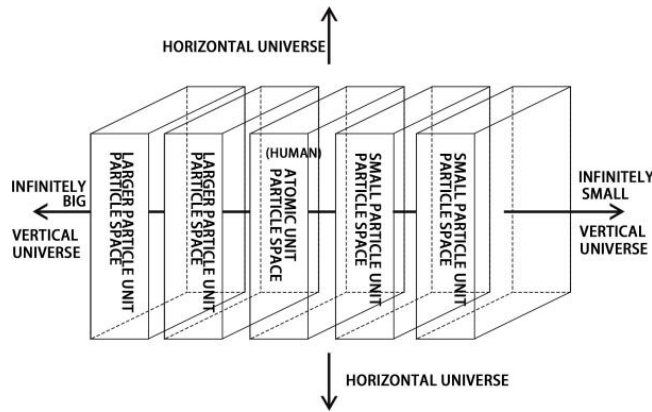 HORIZONTAL UNIVERSE
LARGER PARTICLE UNIT
PARTICLE SPACE
LARGER PARTICLE UNIT
PARTICLE SPACE
(HUMAN)
ATOMIC UNIT
PARTICLE SPACE
SMALL PARTICLE UNIT
PARTICLE SPACE
SMALL PARTICLE UNIT
PARTICLE SPACE
INFINITELY
BIG
VERTICAL
UNIVERSE
INFINITELY
SMALL
VERTICAL
UNIVERSE
HORIZONTAL UNIVERSE